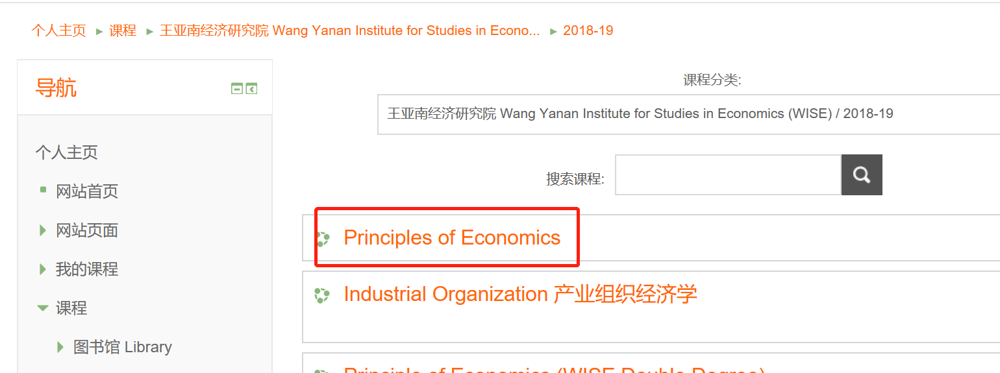 个人主页 ▶ 课程 ▶ 王亚南经济研究院 Wang Yanan Institute for Studies in Econo... ▶ 2018-19
导航
个人主页
网站首页
网站页面
我的课程
课程
图书馆 Library
课程分类:
王亚南经济研究院 Wang Yanan Institute for Studies in Economics (WISE) / 2018-19
搜索课程:
Principles of Economics
Industrial Organization 产业组织经济学
Principle of Economics (WISE Double Degree)